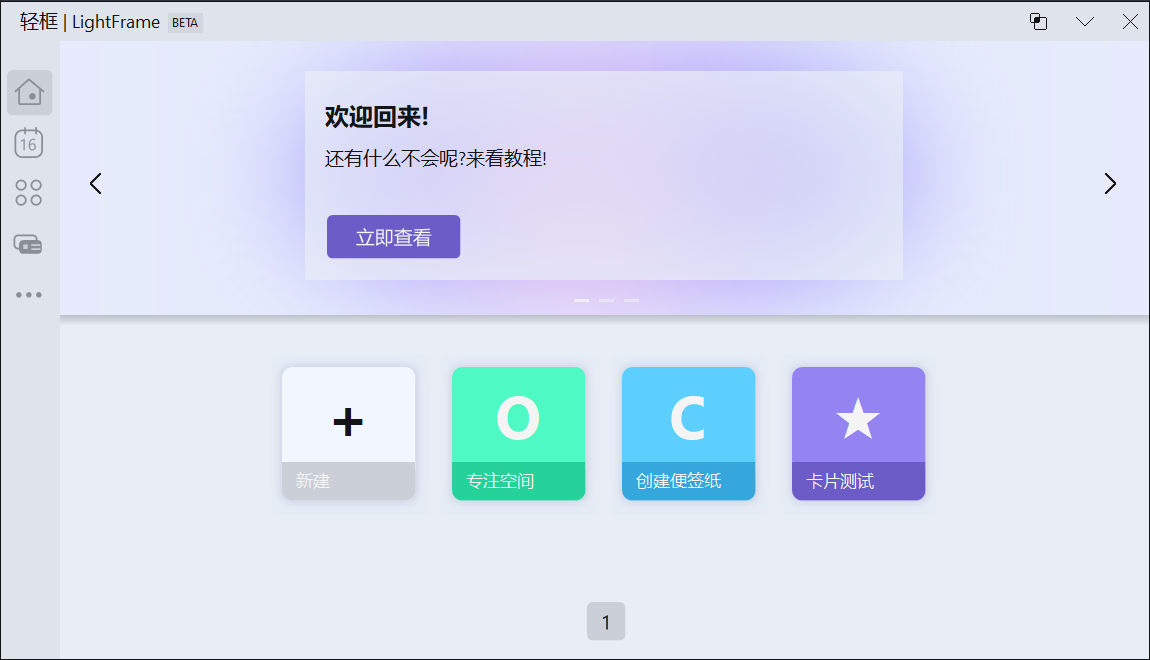 轻框 | LightFrame BETA
16
欢迎回来!
还有什么不会呢?来看教程!
立即查看
O
C
新建
专注空间
创建便签纸
卡片测试
1